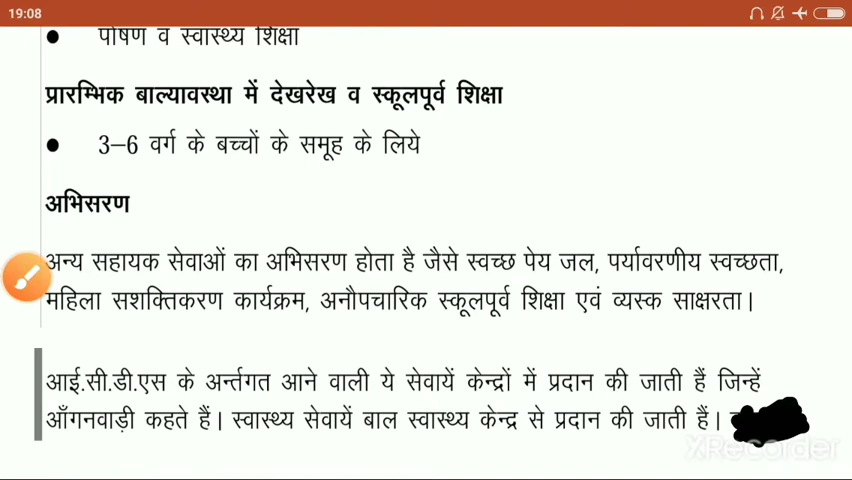 19:08
● पोषण व स्वास्थ्य शिक्षा
प्रारम्भिक बाल्यावस्था में देखरेख व स्कूलपूर्व शिक्षा
● 3–6 वर्ग के बच्चों के समूह के लिये
अभिसरण
अन्य सहायक सेवाओं का अभिसरण होता है जैसे स्वच्छ पेय जल, पर्यावरणीय स्वच्छता,
महिला सशक्तिकरण कार्यक्रम, अनौपचारिक स्कूलपूर्व शिक्षा एवं व्यस्क साक्षरता।
आई.सी.डी.एस के अर्न्तगत आने वाली ये सेवायें केन्द्रों में प्रदान की जाती हैं जिन्हें
आँगनवाड़ी कहते हैं। स्वास्थ्य सेवायें बाल स्वास्थ्य केन्द्र से प्रदान की जाती हैं।
XRecorder